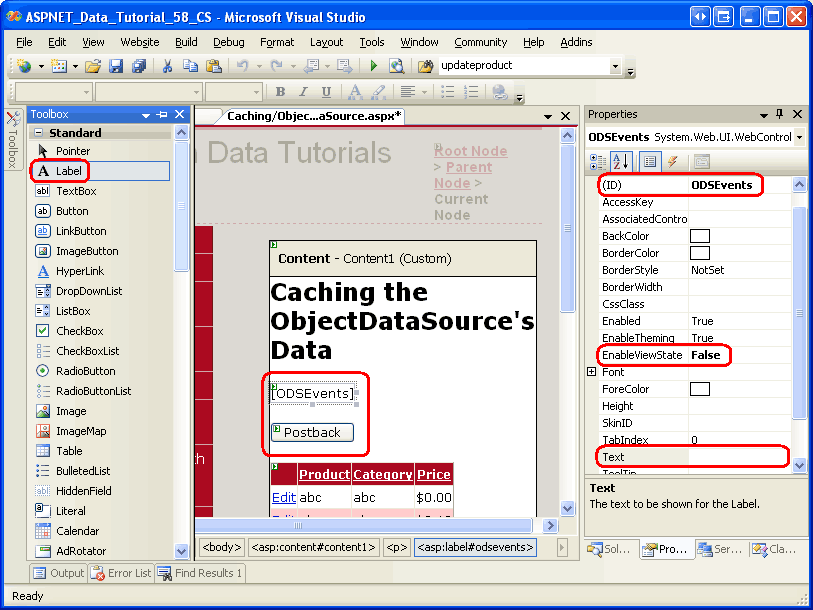 ASPNET_Data_Tutorial_58_CS - Microsoft Visual Studio
File Edit View Website Build Debug Format Layout Tools Window Community Help Addins
updateproduct
B I U A
Toolbox
Toolbox
Standard
Pointer
A Label
abl TextBox
ab Button
ab LinkButton
ImageButton
A HyperLink
DropDownList
ListBox
CheckBox
CheckBoxList
RadioButton
RadioButtonList
Image
ImageMap
Table
BulletedList
abl HiddenField
Literal
Calendar
AdRotator
Caching/Objec...aSource.aspx*
n Data Tutorials
Root Node
> Parent
Node >
Current
Node
Content - Content1 (Custom)
Caching the
ObjectDataSource's
Data
[ODSEvents]
Postback
Product Category Price
Edit abc abc $0.00
th
<body> <asp:content#content1> <p> <asp:label#odsevents>
Properties
ODSEvents System.Web.UI.WebControl
(ID) ODSEvents
AccessKey
AssociatedContro
BackColor
BorderColor
BorderStyle NotSet
BorderWidth
CssClass
Enabled True
EnableTheming True
EnableViewState False
Font
ForeColor
Height
SkinID
TabIndex 0
Text
ToolTip
Text
The text to be shown for the Label.
Sol... Pro... Ser... Cla...
Output Error List Find Results 1
Ready